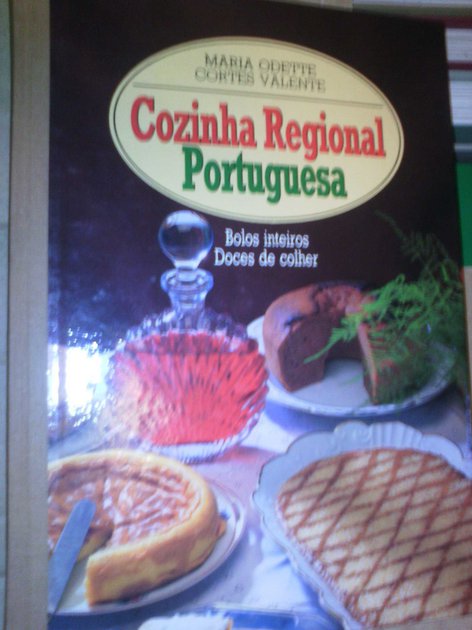 MARIA ODETTE
CORTES VALENTE
Cozinha Regional
Portuguesa
Bolos inteiros
Doces de colher